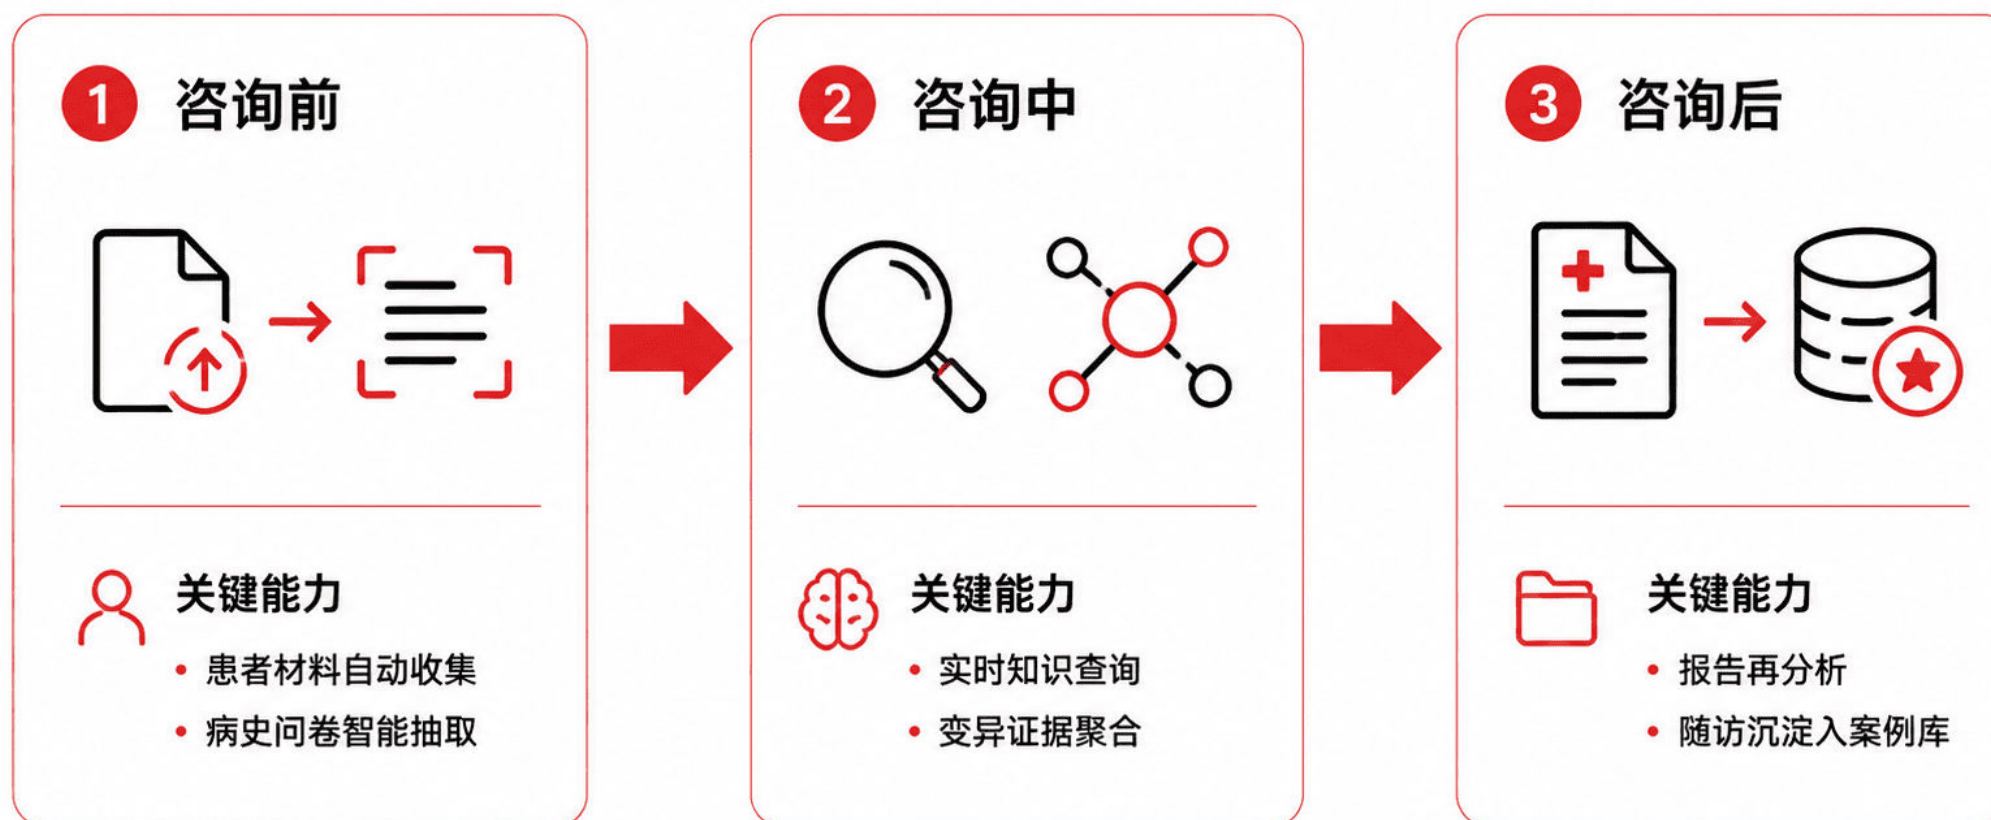 1 咨询前
关键能力
• 患者材料自动收集
• 病史问卷智能抽取
2 咨询中
关键能力
• 实时知识查询
• 变异证据聚合
3 咨询后
关键能力
• 报告再分析
• 随访沉淀入案例库